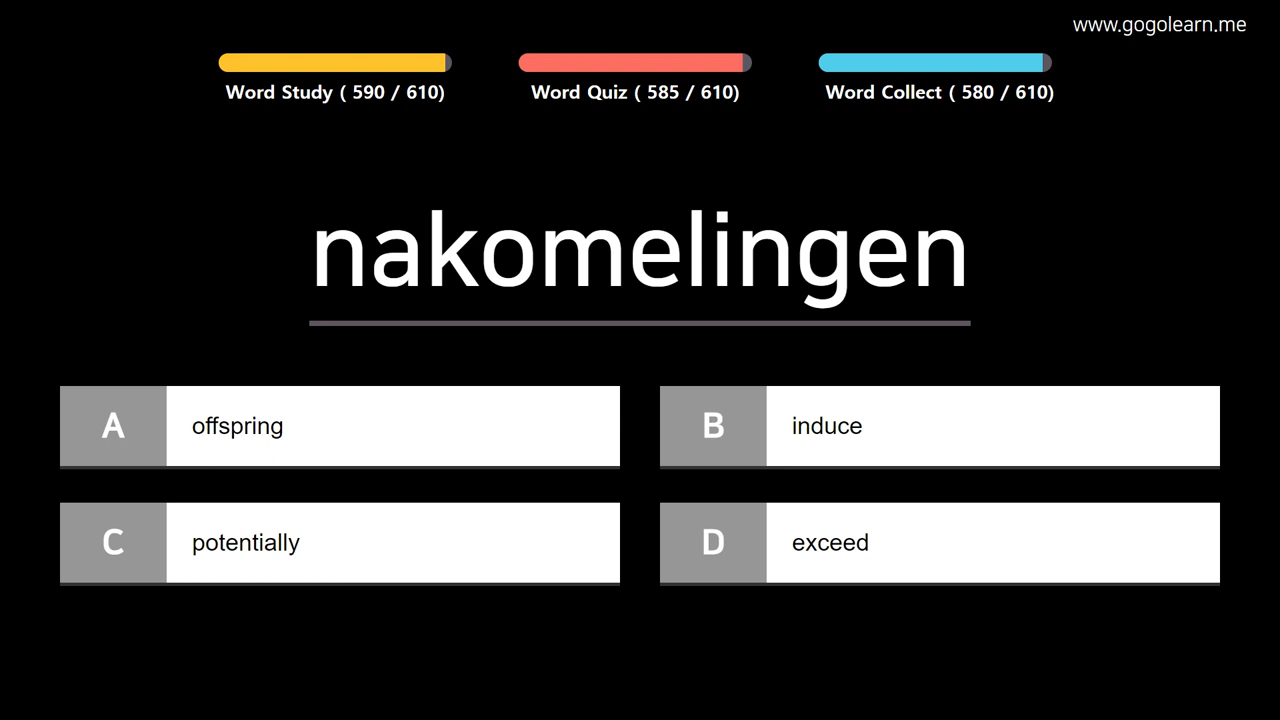 www.gogolearn.me
Word Study ( 590 / 610)
Word Quiz ( 585 / 610)
Word Collect ( 580 / 610)
nakomelingen
A offspring
B induce
C potentially
D exceed